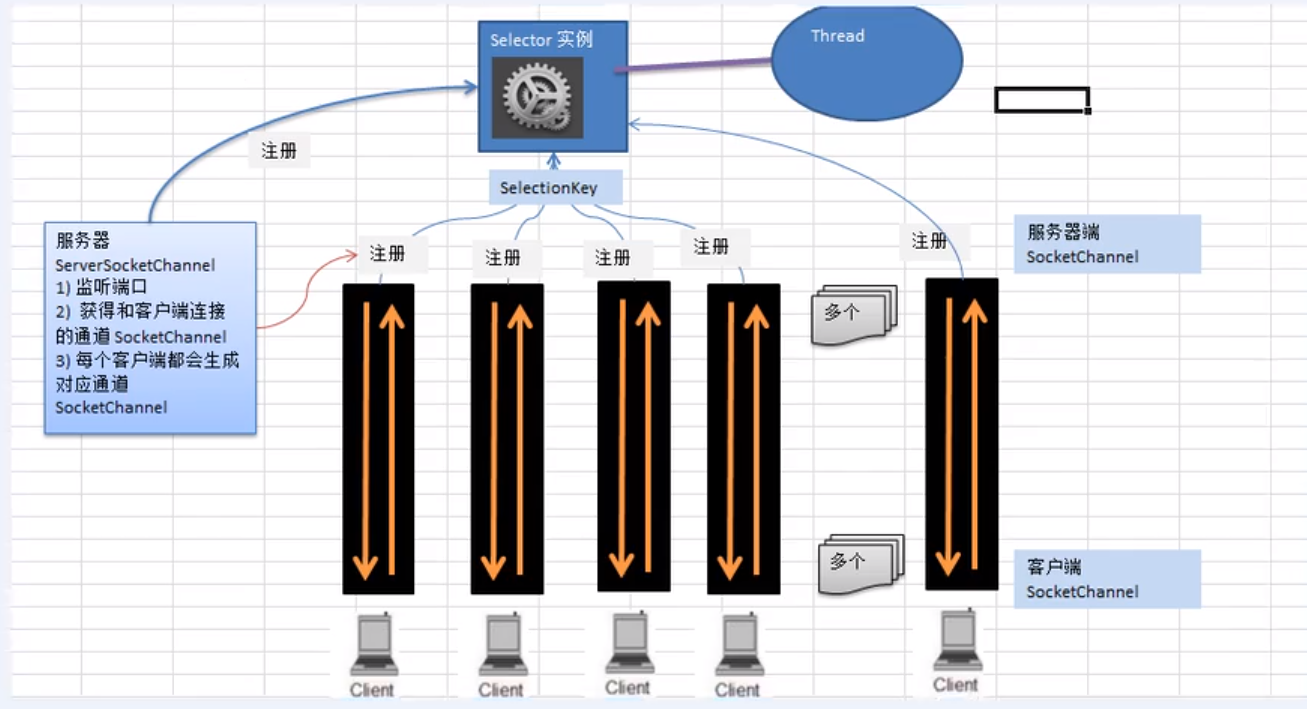 Selector 实例
Thread
注册
SelectionKey
服务器
ServerSocketChannel
1) 监听端口
2) 获得和客户端连接
的通道 SocketChannel
3) 每个客户端都会生成
对应通道
SocketChannel
注册
注册
注册
注册
注册
服务器端
SocketChannel
多个
多个
客户端
SocketChannel
Client
Client
Client
Client
Client